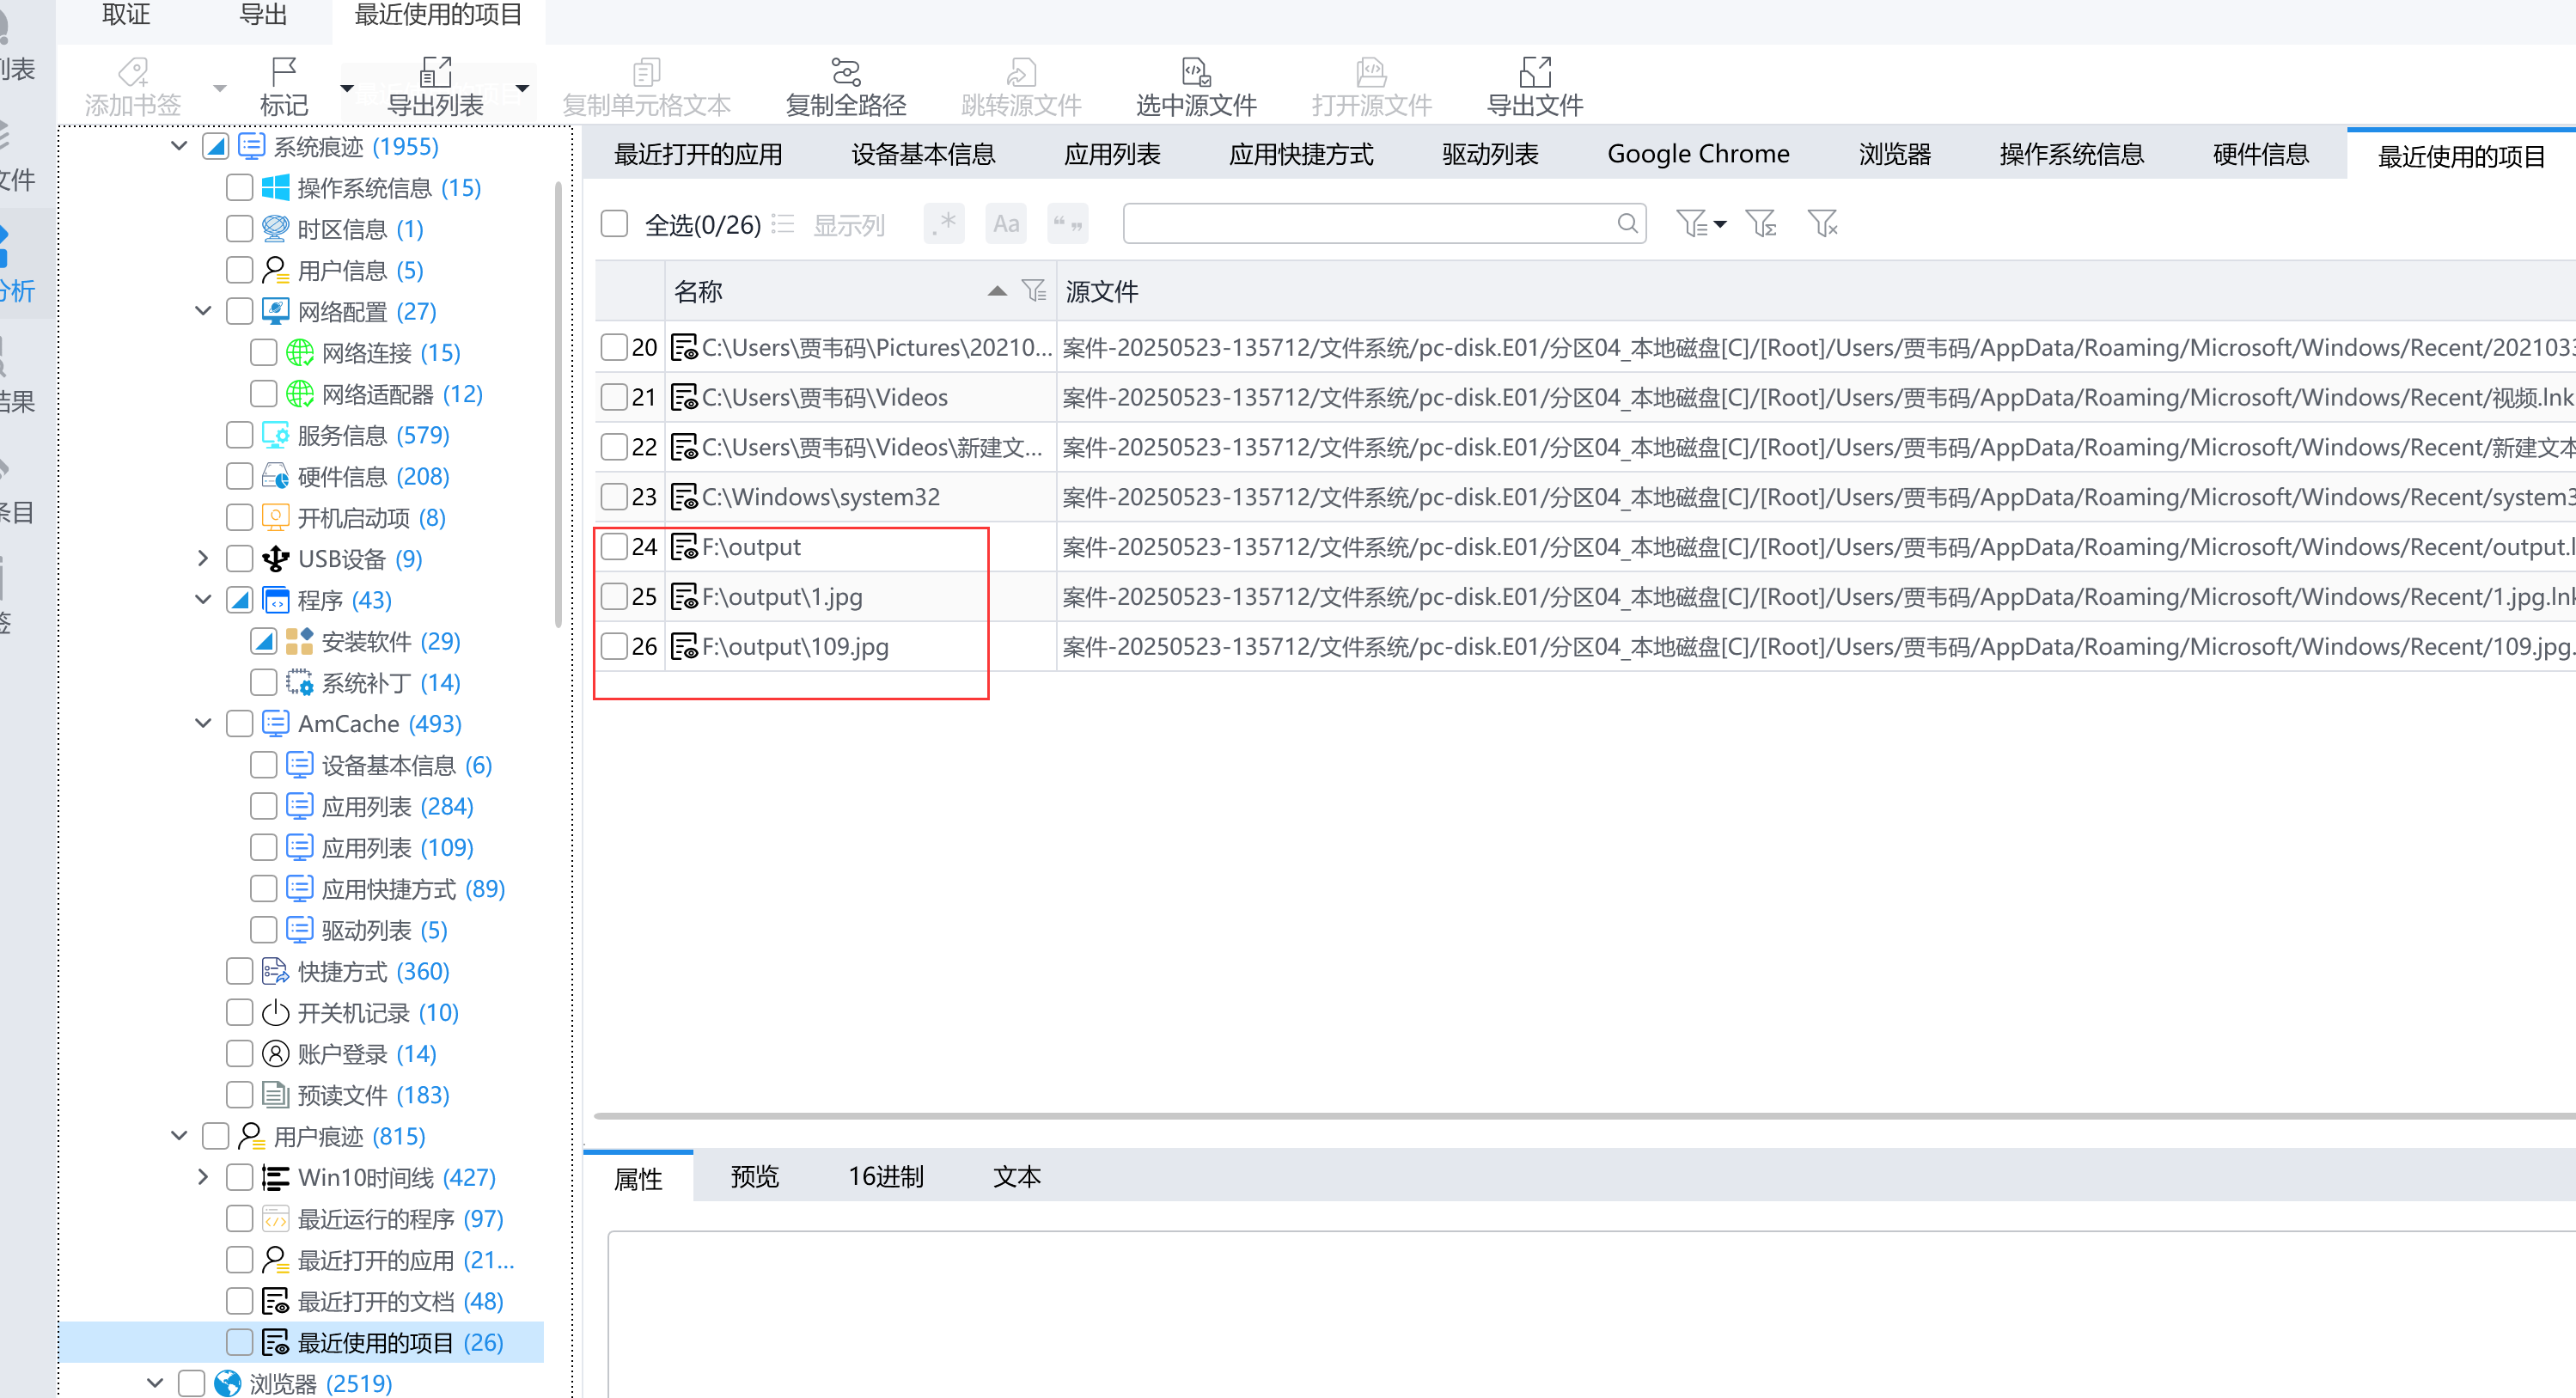 取证 导出 最近使用的项目
添加书签 标记 导出列表 复制单元格文本 复制全路径 跳转源文件 选中源文件 打开源文件 导出文件
列表
文件
分析
结果
条目
签
系统痕迹 (1955)
操作系统信息 (15)
时区信息 (1)
用户信息 (5)
网络配置 (27)
网络连接 (15)
网络适配器 (12)
服务信息 (579)
硬件信息 (208)
开机启动项 (8)
USB设备 (9)
程序 (43)
安装软件 (29)
系统补丁 (14)
AmCache (493)
设备基本信息 (6)
应用列表 (284)
应用列表 (109)
应用快捷方式 (89)
驱动列表 (5)
快捷方式 (360)
开关机记录 (10)
账户登录 (14)
预读文件 (183)
用户痕迹 (815)
Win10时间线 (427)
最近运行的程序 (97)
最近打开的应用 (21...
最近打开的文档 (48)
最近使用的项目 (26)
浏览器 (2519)
最近打开的应用 设备基本信息 应用列表 应用快捷方式 驱动列表 Google Chrome 浏览器 操作系统信息 硬件信息 最近使用的项目
全选(0/26) 显示列 .* Aa “ ”
名称 源文件
20 C:\Users\贾韦码\Pictures\20210... 案件-20250523-135712/文件系统/pc-disk.E01/分区04_本地磁盘[C]/[Root]/Users/贾韦码/AppData/Roaming/Microsoft/Windows/Recent/2021033
21 C:\Users\贾韦码\Videos 案件-20250523-135712/文件系统/pc-disk.E01/分区04_本地磁盘[C]/[Root]/Users/贾韦码/AppData/Roaming/Microsoft/Windows/Recent/视频.lnk
22 C:\Users\贾韦码\Videos\新建文... 案件-20250523-135712/文件系统/pc-disk.E01/分区04_本地磁盘[C]/[Root]/Users/贾韦码/AppData/Roaming/Microsoft/Windows/Recent/新建文本
23 C:\Windows\system32 案件-20250523-135712/文件系统/pc-disk.E01/分区04_本地磁盘[C]/[Root]/Users/贾韦码/AppData/Roaming/Microsoft/Windows/Recent/system3
24 F:\output 案件-20250523-135712/文件系统/pc-disk.E01/分区04_本地磁盘[C]/[Root]/Users/贾韦码/AppData/Roaming/Microsoft/Windows/Recent/output.l
25 F:\output\1.jpg 案件-20250523-135712/文件系统/pc-disk.E01/分区04_本地磁盘[C]/[Root]/Users/贾韦码/AppData/Roaming/Microsoft/Windows/Recent/1.jpg.lnk
26 F:\output\109.jpg 案件-20250523-135712/文件系统/pc-disk.E01/分区04_本地磁盘[C]/[Root]/Users/贾韦码/AppData/Roaming/Microsoft/Windows/Recent/109.jpg.
属性 预览 16进制 文本